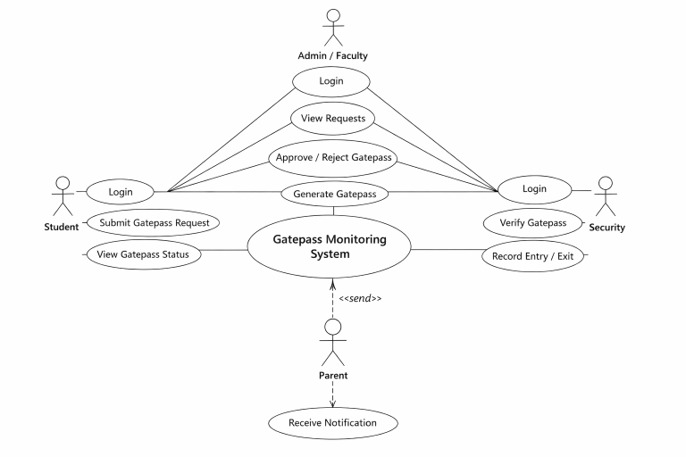 Admin / Faculty
Login
View Requests
Approve / Reject Gatepass
Generate Gatepass
Login
Student
Submit Gatepass Request
View Gatepass Status
Login
Verify Gatepass
Security
Record Entry / Exit
Gatepass Monitoring
System
<<send>>
Parent
Receive Notification